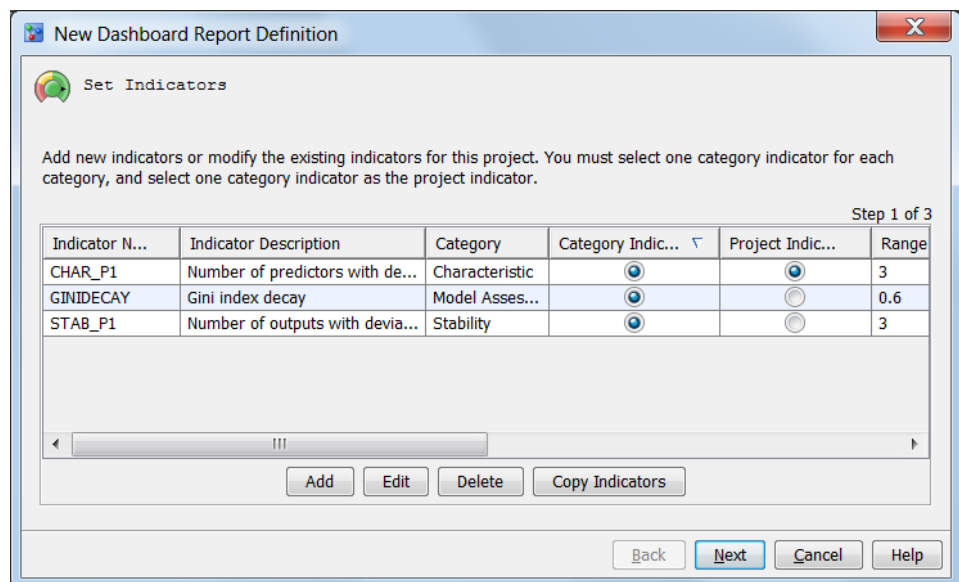 New Dashboard Report Definition
X
Set Indicators
Add new indicators or modify the existing indicators for this project. You must select one category indicator for each
category, and select one category indicator as the project indicator.
Step 1 of 3
Indicator N... Indicator Description Category Category Indic... Project Indic... Range
CHAR_P1 Number of predictors with de... Characteristic 3
GINIDECAY Gini index decay Model Asses... 0.6
STAB_P1 Number of outputs with devia... Stability 3
Add Edit Delete Copy Indicators
Back Next Cancel Help